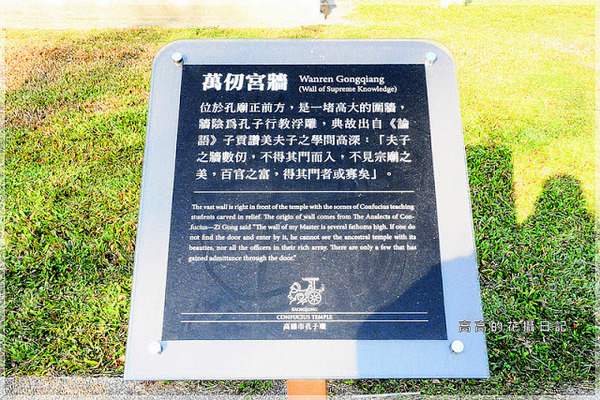 萬仞宮牆 Wanren Gongqiang
(Wall of Supreme Knowledge)
位於孔廟正前方，是一堵高大的圍牆，
牆陰為孔子行教浮雕，典故出自《論
語》子貢讚美夫子之學問高深：「夫子
之牆數仞，不得其門而入，不見宗廟之
美，百官之富，得其門者或寡矣」。
The vast wall is right in front of the temple with the scenes of Confucius teaching
students carved in relief. The origin of wall comes from The Analects of Con-
fucius—Zi Gong said "The wall of my Master is several fathoms high. If one do
not find the door and enter by it, he cannot see the ancestral temple with its
beauties, nor all the officers in their rich array. There are only a few that has
gained admittance through the door."
KAOHSIUNG
CONFUCIUS TEMPLE
高雄市孔子廟
高高的花攝日記